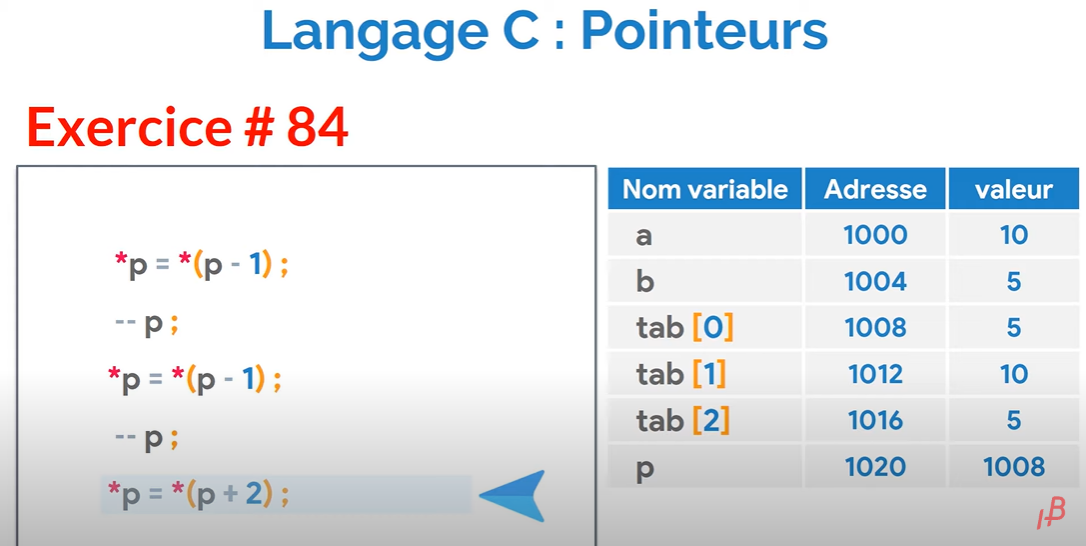 Langage C : Pointeurs
Exercice # 84
*p = *(p - 1) ;
-- p ;
*p = *(p - 1) ;
-- p ;
*p = *(p + 2) ;
Nom variable Adresse valeur
a 1000 10
b 1004 5
tab [0] 1008 5
tab [1] 1012 10
tab [2] 1016 5
p 1020 1008